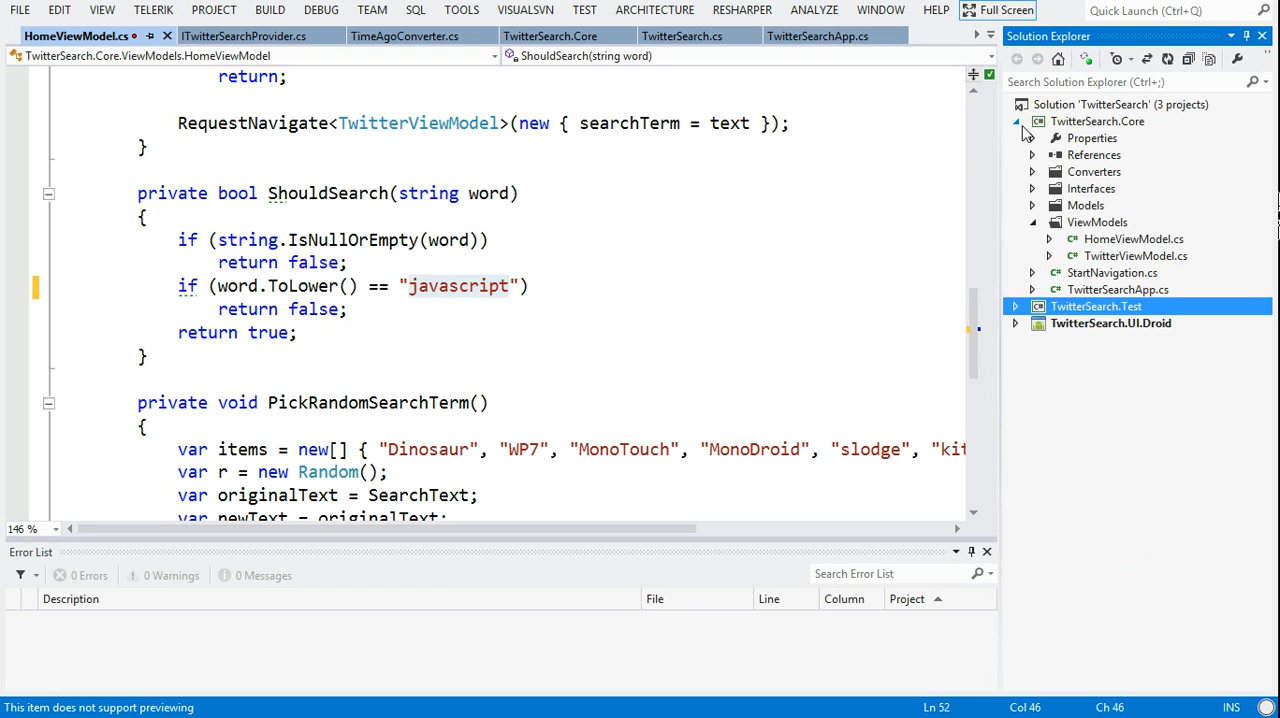 FILE EDIT VIEW TELERIK PROJECT BUILD DEBUG TEAM SQL TOOLS VISUALSVN TEST ARCHITECTURE RESHARPER ANALYZE WINDOW HELP Full Screen Quick Launch (Ctrl+Q)
HomeViewModel.cs ITwitterSearchProvider.cs TimeAgoConverter.cs TwitterSearch.Core TwitterSearch.cs TwitterSearchApp.cs
TwitterSearch.Core.ViewModels.HomeViewModel ShouldSearch(string word)
return;
RequestNavigate<TwitterViewModel>(new { searchTerm = text });
}
private bool ShouldSearch(string word)
{
if (string.IsNullOrEmpty(word))
return false;
if (word.ToLower() == "javascript")
return false;
return true;
}
private void PickRandomSearchTerm()
{
var items = new[] { "Dinosaur", "WP7", "MonoTouch", "MonoDroid", "slodge", "kit
var r = new Random();
var originalText = SearchText;
var newText = originalText;
146 %
Error List
0 Errors 0 Warnings 0 Messages Search Error List
Description File Line Column Project
Solution Explorer
Search Solution Explorer (Ctrl+;)
Solution 'TwitterSearch' (3 projects)
TwitterSearch.Core
Properties
References
Converters
Interfaces
Models
ViewModels
HomeViewModel.cs
TwitterViewModel.cs
StartNavigation.cs
TwitterSearchApp.cs
TwitterSearch.Test
TwitterSearch.UI.Droid
This item does not support previewing Ln 52 Col 46 Ch 46 INS